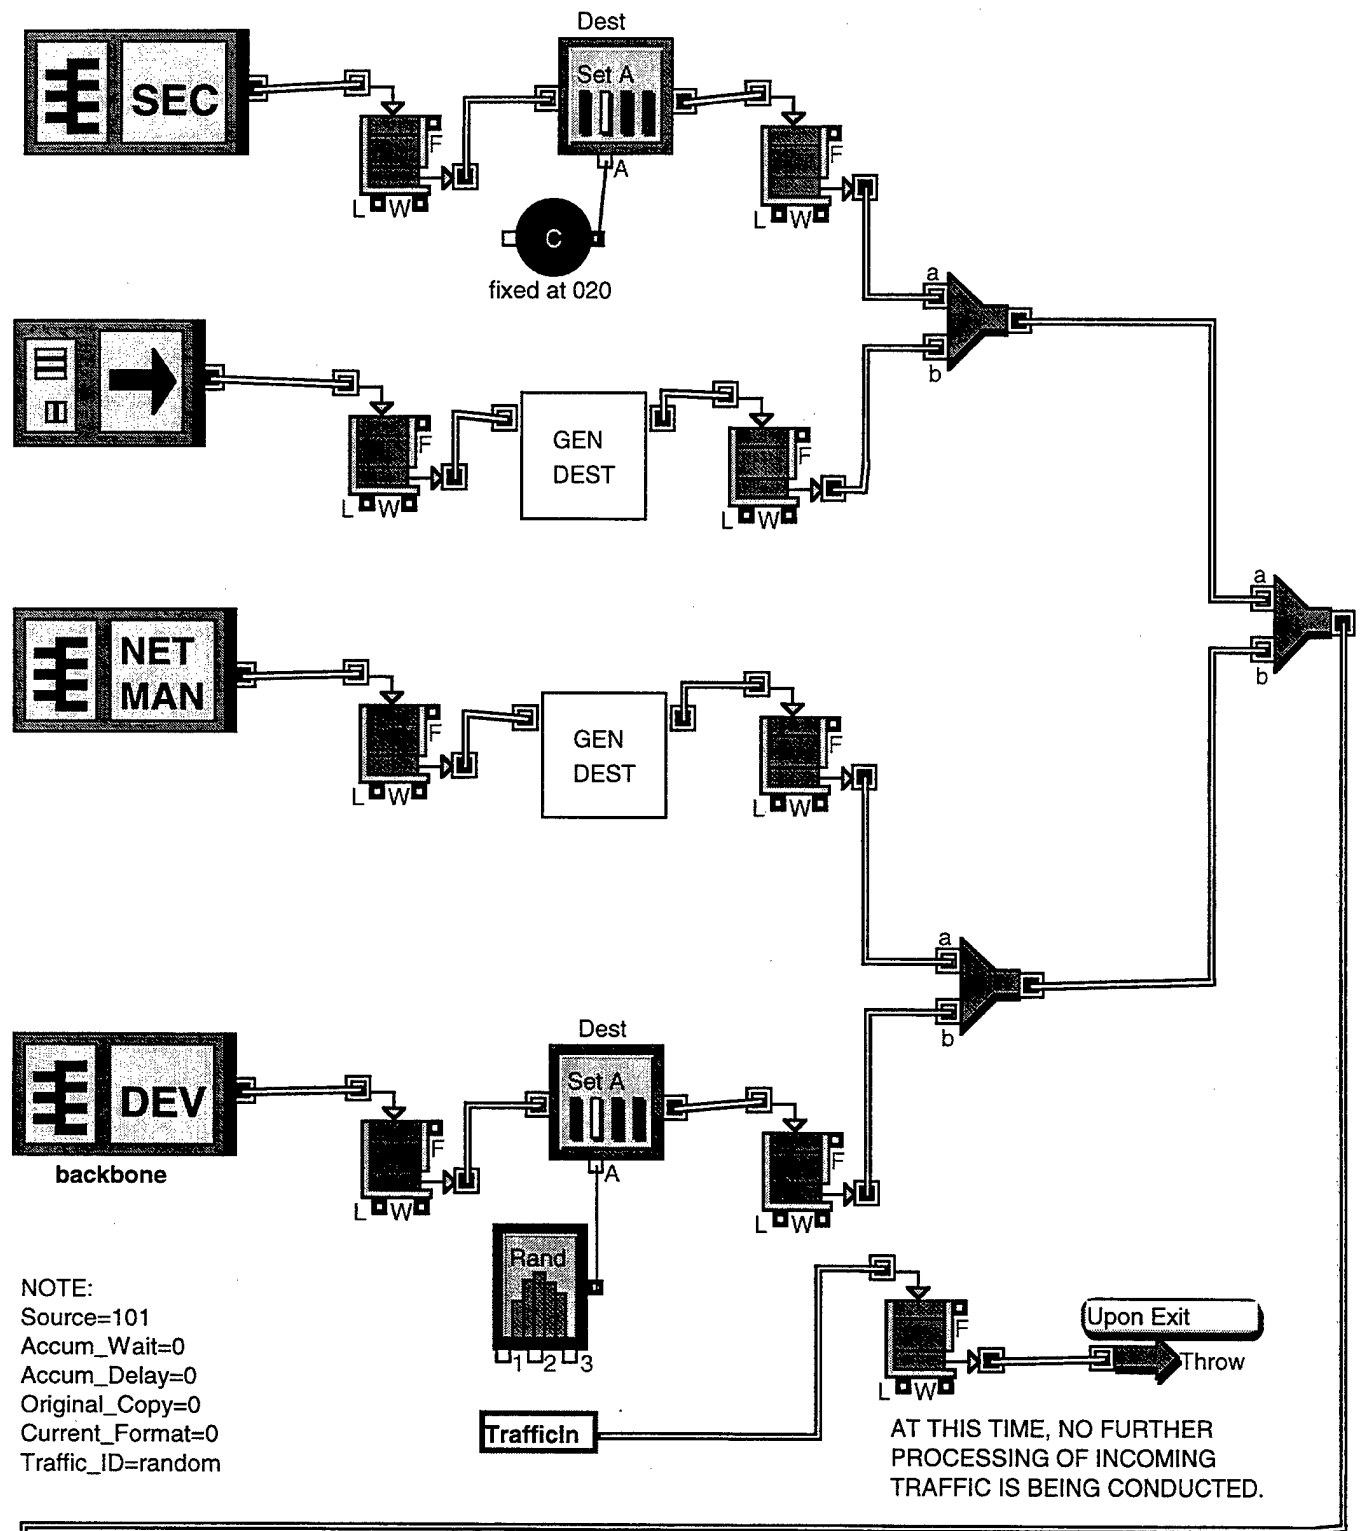 Dest
SEC
Set A
F
F
A
L W
L W
C
fixed at 020
a
b
F
F
GEN
DEST
L W
L W
a
b
NET
MAN
F
F
GEN
DEST
L W
L W
a
b
Dest
DEV
Set A
F
F
A
backbone
L W
L W
Rand
1 2 3
NOTE:
Source=101
Accum_Wait=0
Accum_Delay=0
Original_Copy=0
Current_Format=0
Traffic_ID=random
F
L W
Upon Exit
Throw
TrafficIn
AT THIS TIME, NO FURTHER
PROCESSING OF INCOMING
TRAFFIC IS BEING CONDUCTED.